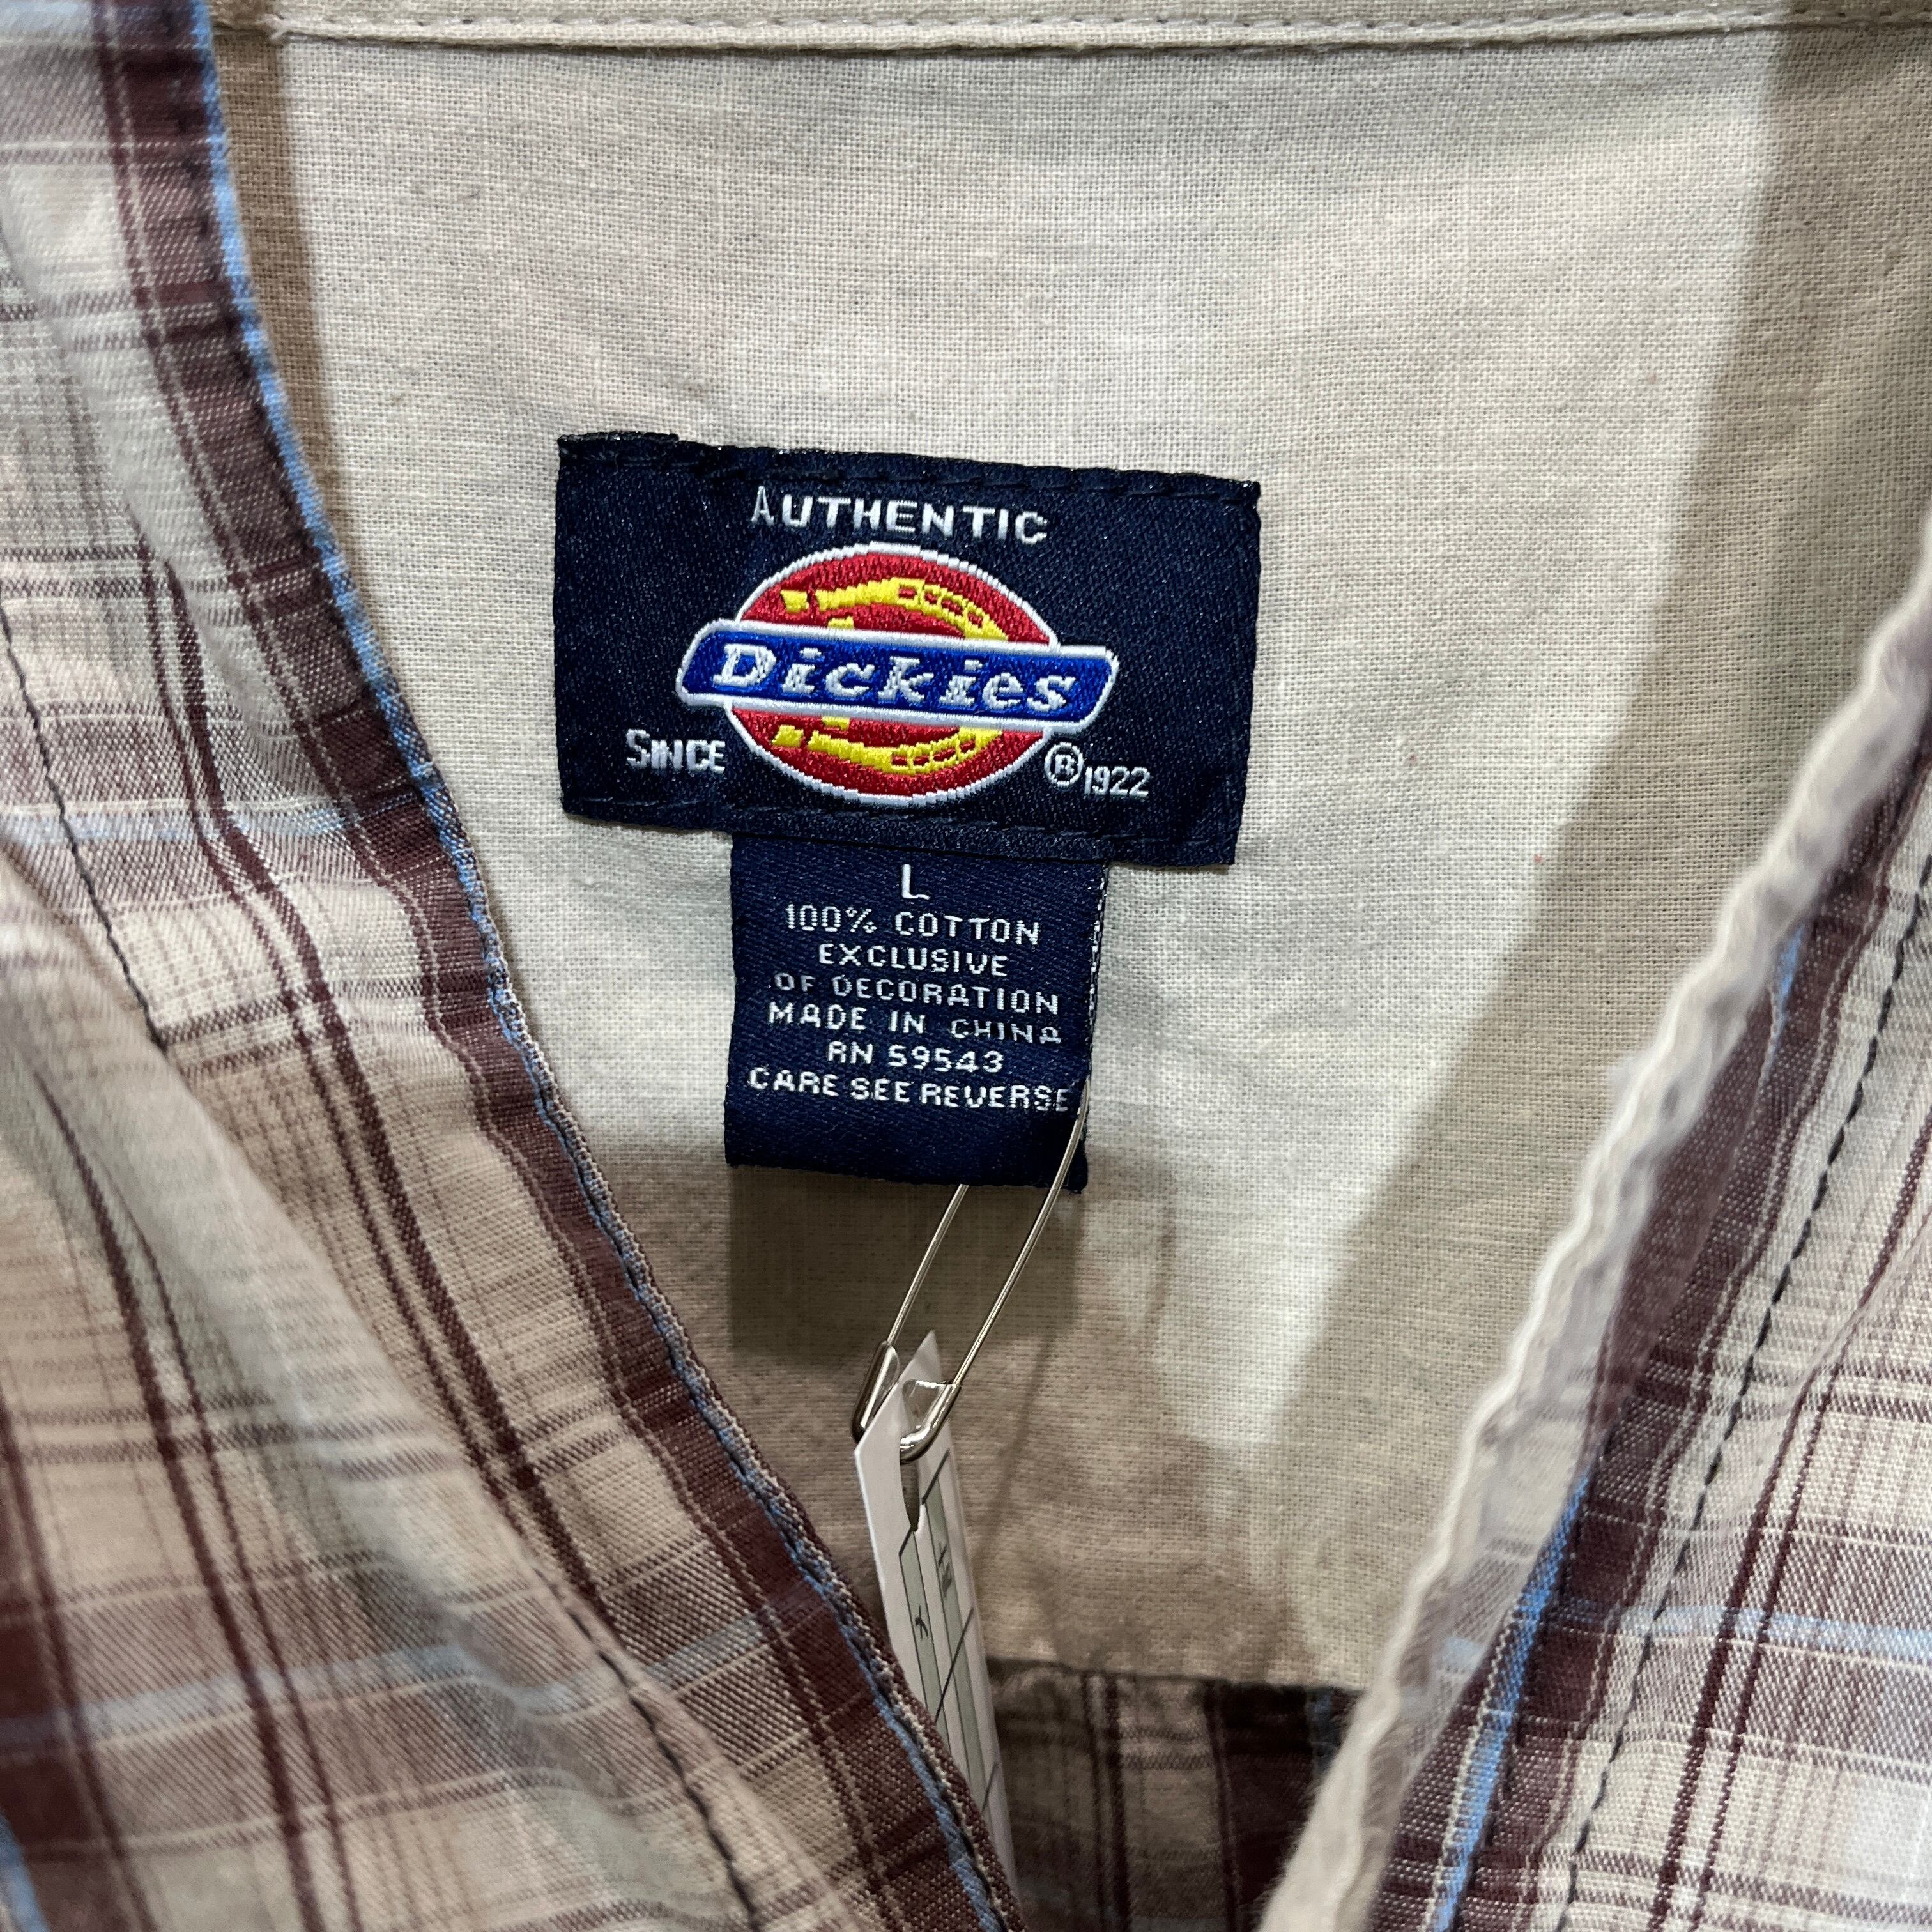 AUTHENTIC
Dickies
SINCE ® 1922
L
100% COTTON
EXCLUSIVE
OF DECORATION
MADE IN CHINA
RN 59543
CARE SEE REVERSE